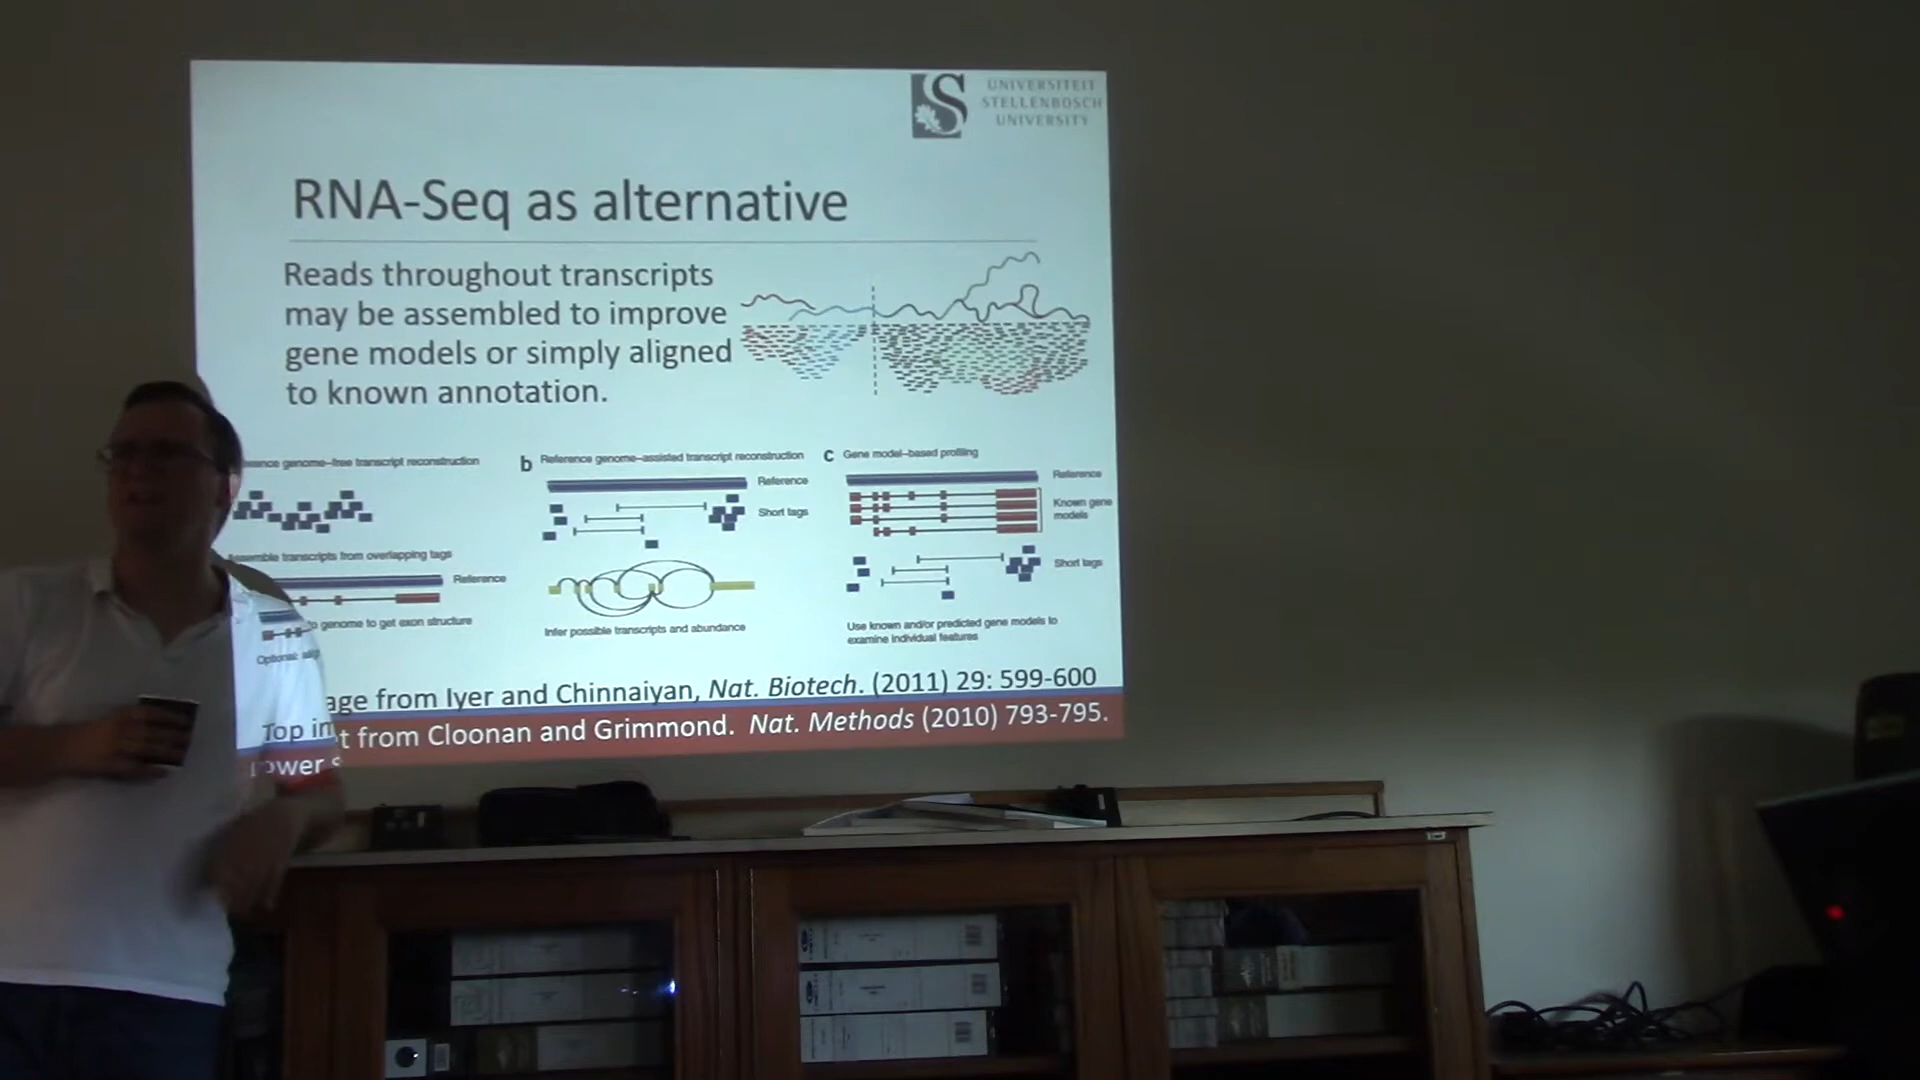 UNIVERSITEIT
STELLENBOSCH
UNIVERSITY
RNA-Seq as alternative
Reads throughout transcripts
may be assembled to improve
gene models or simply aligned
to known annotation.
genome–free transcript reconstruction
Assemble transcripts from overlapping tags
Reference
to genome to get exon structure
Optional:
b Reference genome–assisted transcript reconstruction
Reference
Short tags
Infer possible transcripts and abundance
c Gene model–based profiling
Reference
Known gene
models
Short tags
Use known and/or predicted gene models to
examine individual features
Top image from Iyer and Chinnaiyan, Nat. Biotech. (2011) 29: 599-600
from Cloonan and Grimmond. Nat. Methods (2010) 793-795.